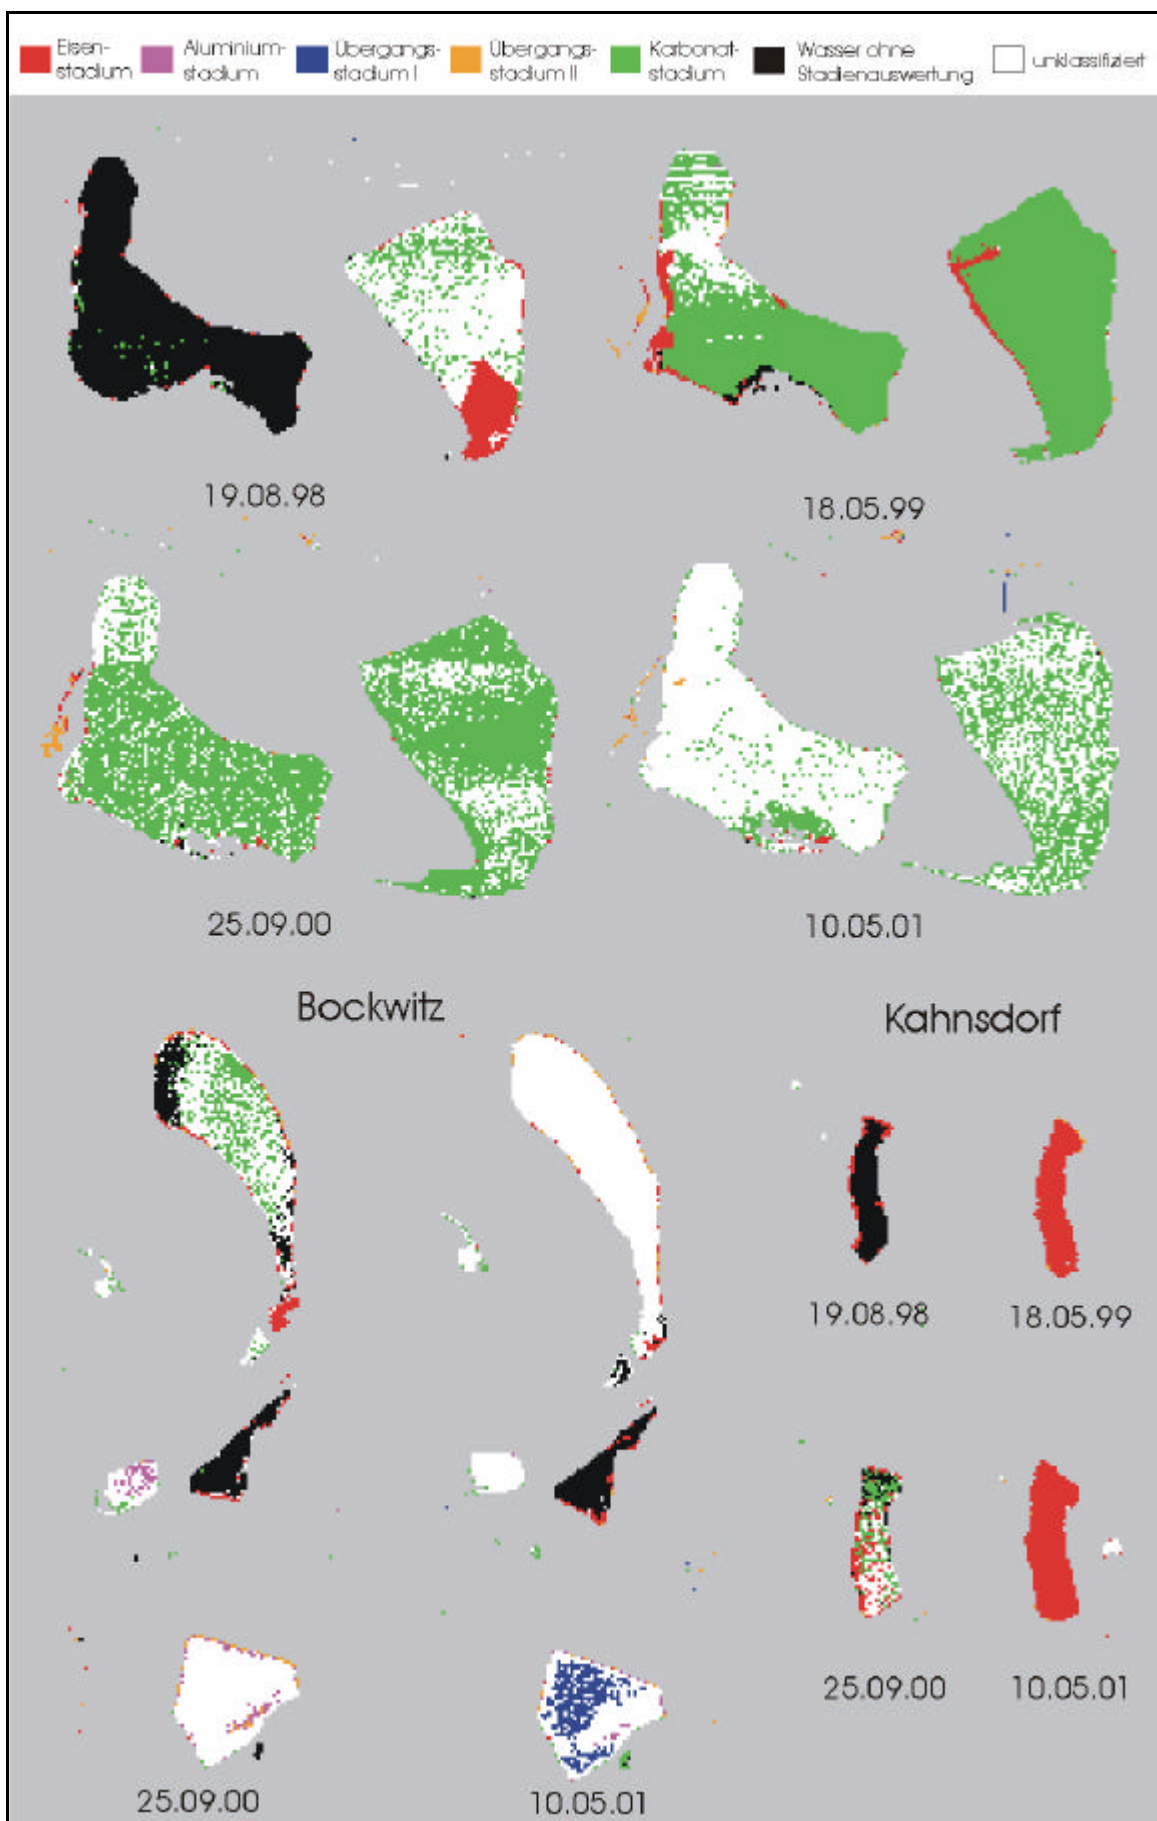 Eisen-
stadium
Aluminium-
stadium
Übergangs-
stadium I
Übergangs-
stadium II
Karbonat-
stadium
Wasser ohne
Stadienauswertung
unklassifiziert
19.08.98
18.05.99
25.09.00
10.05.01
Bockwitz
Kahnsdorf
19.08.98
18.05.99
25.09.00
10.05.01
25.09.00
10.05.01